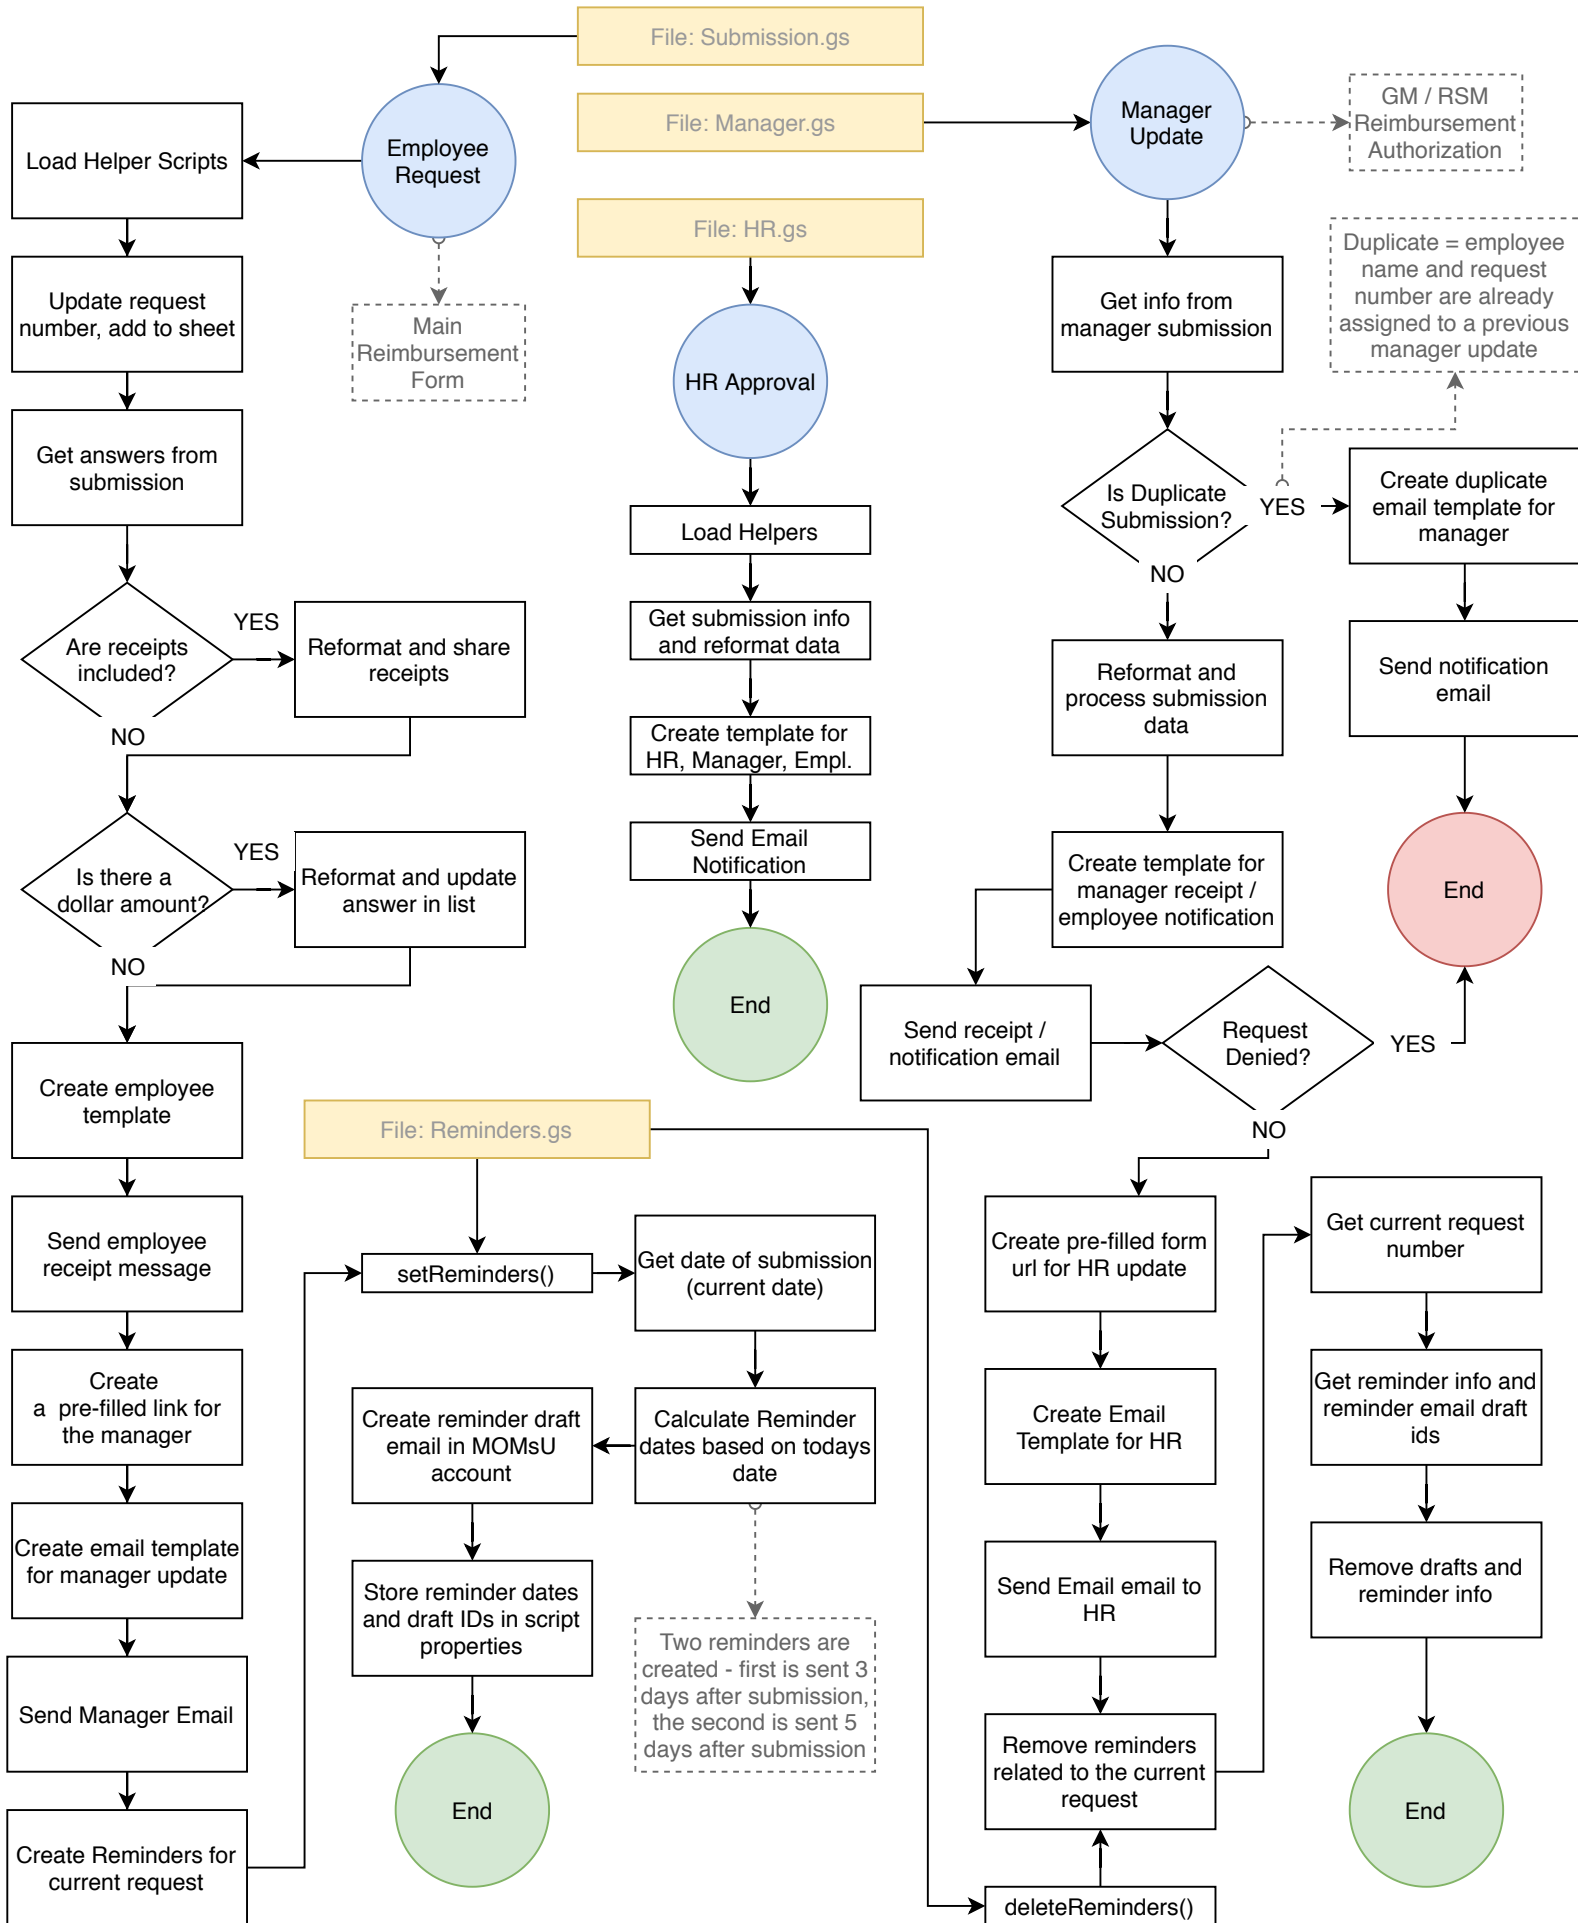 File: Submission.gs
File: Manager.gs
File: HR.gs
Employee
Request
Main
Reimbursement
Form
Load Helper Scripts
Update request
number, add to sheet
Get answers from
submission
Are receipts
included?
YES
Reformat and share
receipts
NO
Is there a
dollar amount?
YES
Reformat and update
answer in list
NO
Create employee
template
Send employee
receipt message
Create
a pre-filled link for
the manager
Create email template
for manager update
Send Manager Email
Create Reminders for
current request
HR Approval
Load Helpers
Get submission info
and reformat data
Create template for
HR, Manager, Empl.
Send Email
Notification
End
Manager
Update
GM / RSM
Reimbursement
Authorization
Get info from
manager submission
Duplicate = employee
name and request
number are already
assigned to a previous
manager update
Is Duplicate
Submission?
YES
Create duplicate
email template for
manager
Send notification
email
End
NO
Reformat and
process submission
data
Create template for
manager receipt /
employee notification
Send receipt /
notification email
Request
Denied?
YES
NO
Create pre-filled form
url for HR update
Create Email
Template for HR
Send Email email to
HR
Remove reminders
related to the current
request
deleteReminders()
Get current request
number
Get reminder info and
reminder email draft
ids
Remove drafts and
reminder info
End
File: Reminders.gs
setReminders()
Get date of submission
(current date)
Calculate Reminder
dates based on todays
date
Two reminders are
created - first is sent 3
days after submission,
the second is sent 5
days after submission
Create reminder draft
email in MOMsU
account
Store reminder dates
and draft IDs in script
properties
End